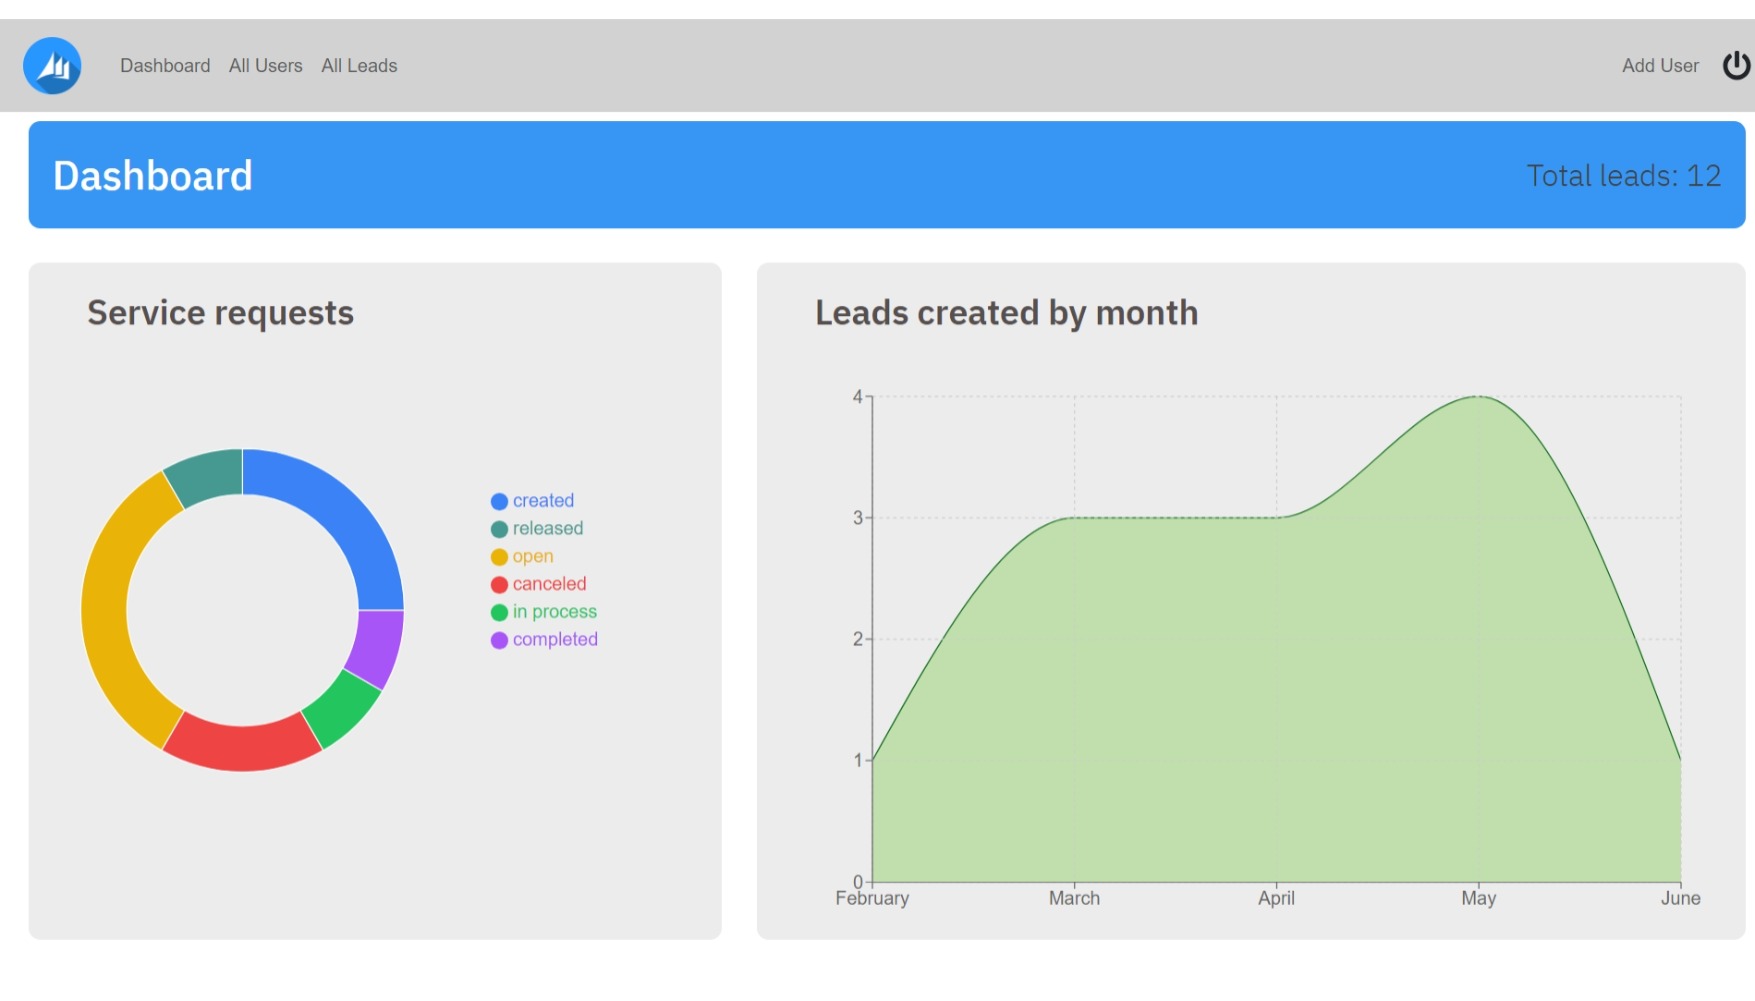 Dashboard All Users All Leads Add User
Dashboard
Total leads: 12
Service requests
created
released
open
canceled
in process
completed
Leads created by month
4
3
2
1
0
February March April May June